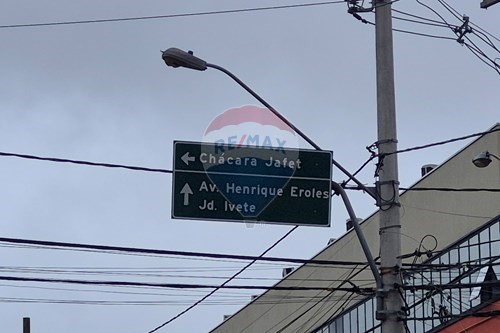 RE/MAX
← Chácara Jafet
↑ Av. Henrique Eroles
Jd. Ivete